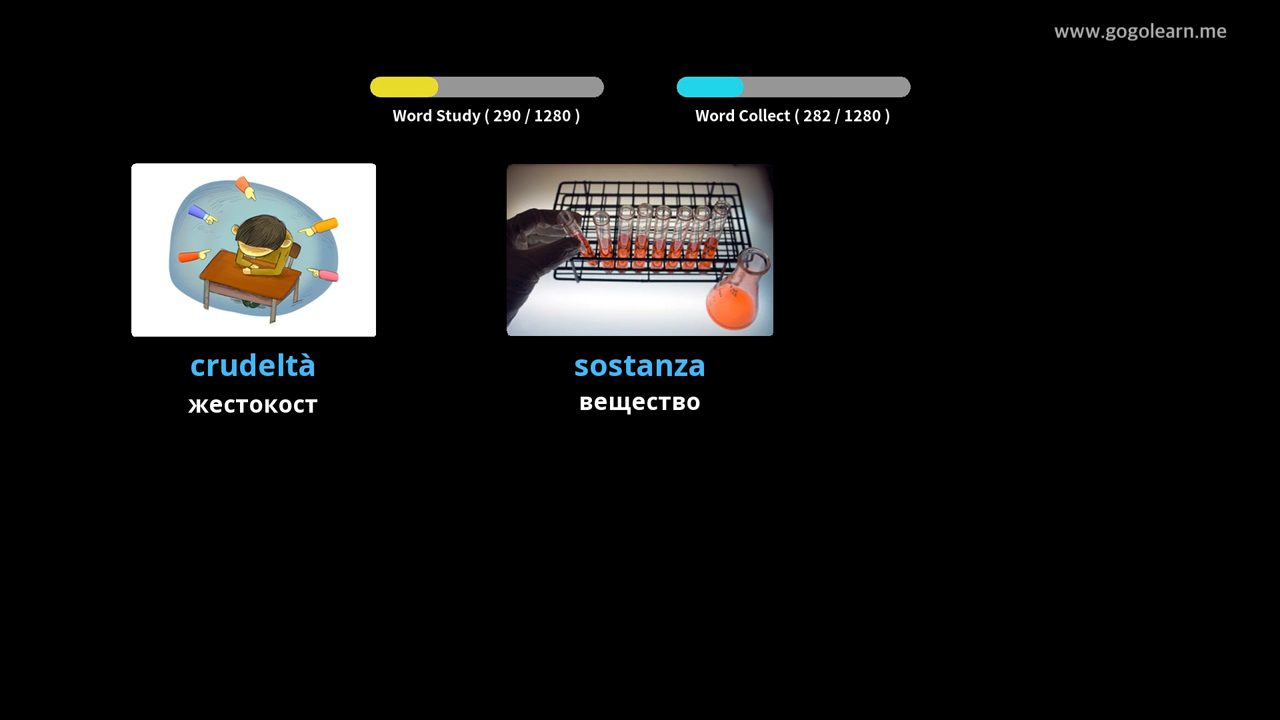 www.gogolearn.me
Word Study ( 290 / 1280 )
Word Collect ( 282 / 1280 )
crudeltà
sostanza
жестокост
вещество